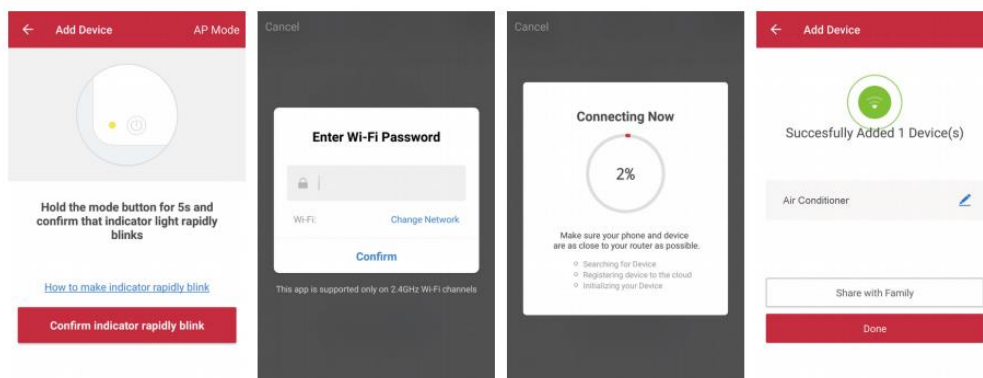 Add Device
AP Mode
Hold the mode button for 5s and
confirm that indicator light rapidly
blinks
How to make indicator rapidly blink
Confirm indicator rapidly blink
Cancel
Enter Wi-Fi Password
Wi-Fi:
Change Network
Confirm
This app is supported only on 2.4GHz Wi-Fi channels
Cancel
Connecting Now
2%
Make sure your phone and device
are as close to your router as possible.
Searching for Device
Registering device to the cloud
Initializing your Device
Add Device
Succesfully Added 1 Device(s)
Air Conditioner
Share with Family
Done